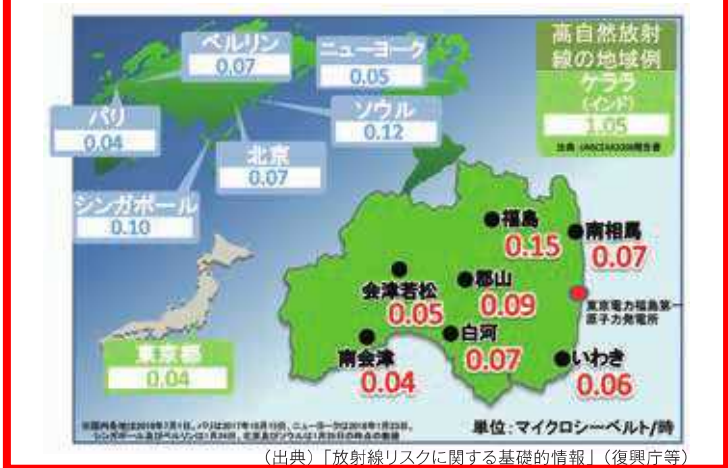 ベルリン
0.07
ニューヨーク
0.05
高自然放射
線の地域例
ケララ
(インド)
1.05
パリ
0.04
ソウル
0.12
北京
0.07
シンガポール
0.10
福島
0.15
南相馬
0.07
会津若松
0.05
郡山
0.09
東京電力福島第一
原子力発電所
南会津
0.04
白河
0.07
いわき
0.06
東京都
0.04
単位:マイクロシーベルト/時
(出典)「放射線リスクに関する基礎的情報」(復興庁等)